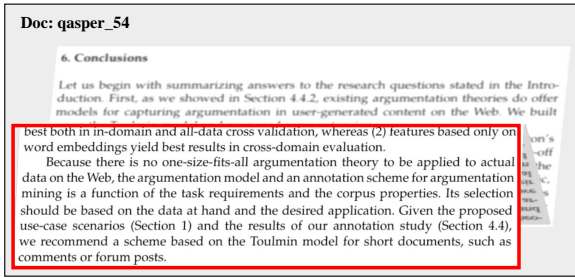 Doc: qasper_54
6. Conclusions
Let us begin with summarizing answers to the research questions stated in the Intro-
duction. First, as we showed in Section 4.4.2, existing argumentation theories do offer
models for capturing argumentation in user-generated content on the Web. We built
best both in in-domain and all-data cross validation, whereas (2) features based only on
word embeddings yield best results in cross-domain evaluation.
Because there is no one-size-fits-all argumentation theory to be applied to actual
data on the Web, the argumentation model and an annotation scheme for argumentation
mining is a function of the task requirements and the corpus properties. Its selection
should be based on the data at hand and the desired application. Given the proposed
use-case scenarios (Section 1) and the results of our annotation study (Section 4.4),
we recommend a scheme based on the Toulmin model for short documents, such as
comments or forum posts.